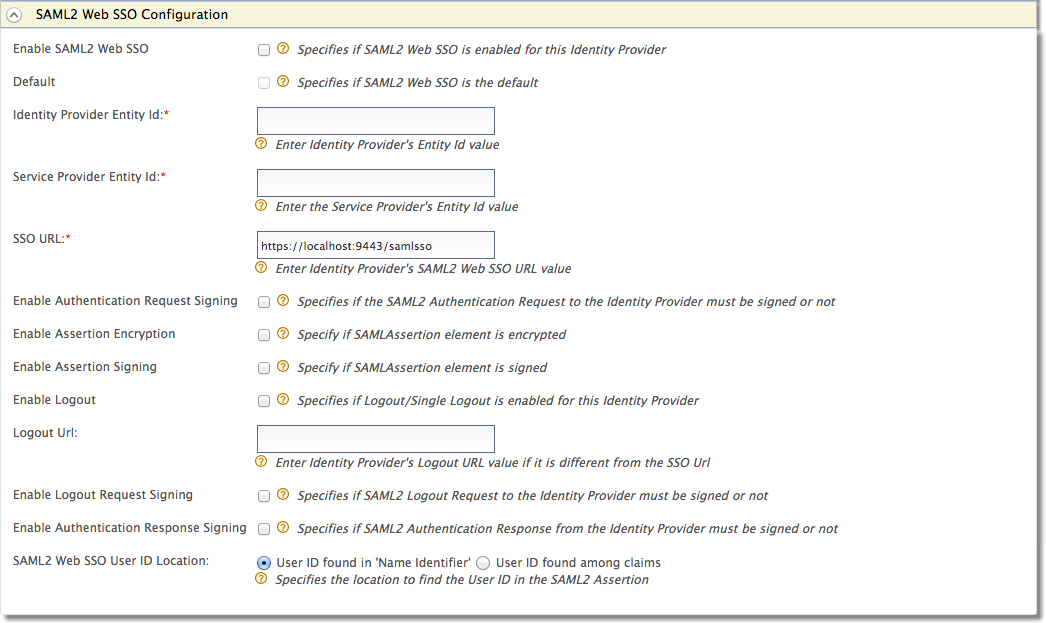 SAML2 Web SSO Configuration
Enable SAML2 Web SSO ? Specifies if SAML2 Web SSO is enabled for this Identity Provider
Default ? Specifies if SAML2 Web SSO is the default
Identity Provider Entity Id:*
? Enter Identity Provider's Entity Id value
Service Provider Entity Id:*
? Enter the Service Provider's Entity Id value
SSO URL:* https://localhost:9443/samlsso
? Enter Identity Provider's SAML2 Web SSO URL value
Enable Authentication Request Signing ? Specifies if the SAML2 Authentication Request to the Identity Provider must be signed or not
Enable Assertion Encryption ? Specify if SAMLAssertion element is encrypted
Enable Assertion Signing ? Specify if SAMLAssertion element is signed
Enable Logout ? Specifies if Logout/Single Logout is enabled for this Identity Provider
Logout Url:
? Enter Identity Provider's Logout URL value if it is different from the SSO Url
Enable Logout Request Signing ? Specifies if SAML2 Logout Request to the Identity Provider must be signed or not
Enable Authentication Response Signing ? Specifies if SAML2 Authentication Response from the Identity Provider must be signed or not
SAML2 Web SSO User ID Location: User ID found in 'Name Identifier' User ID found among claims
? Specifies the location to find the User ID in the SAML2 Assertion